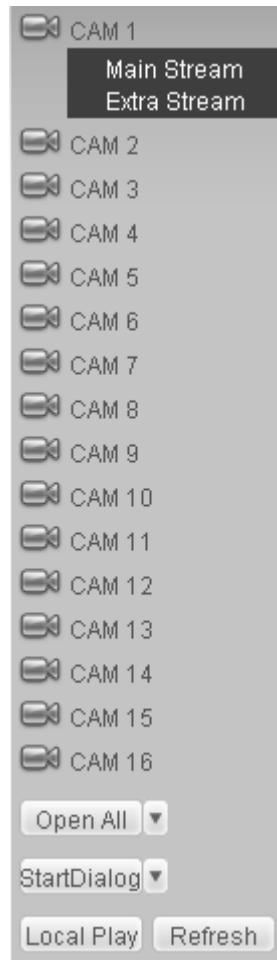 CAM 1
Main Stream
Extra Stream
CAM 2
CAM 3
CAM 4
CAM 5
CAM 6
CAM 7
CAM 8
CAM 9
CAM 10
CAM 11
CAM 12
CAM 13
CAM 14
CAM 15
CAM 16
Open All
StartDialog
Local Play Refresh